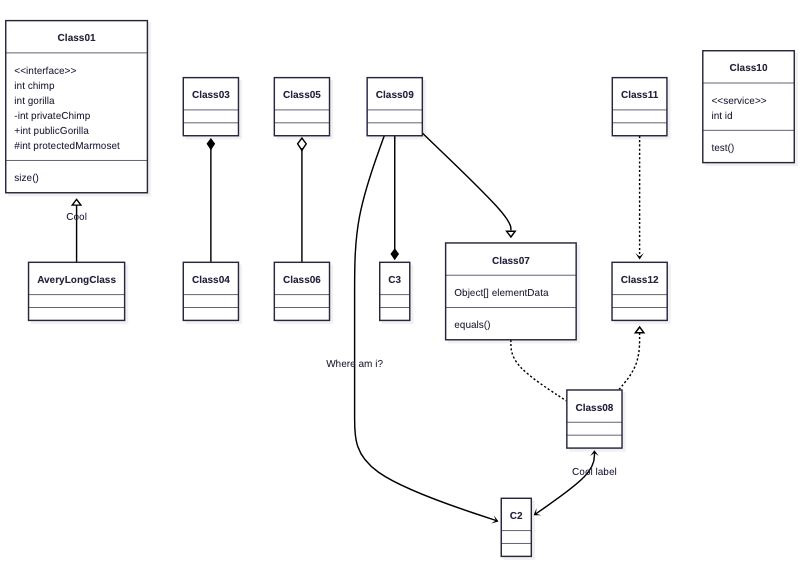 Class01
<<interface>>
int chimp
int gorilla
-int privateChimp
+int publicGorilla
#int protectedMarmoset
size()
Class03
Class05
Class09
Class11
Class10
<<service>>
int id
test()
Cool
AveryLongClass
Class04
Class06
C3
Class07
Object[] elementData
equals()
Class12
Where am i?
Class08
Cool label
C2